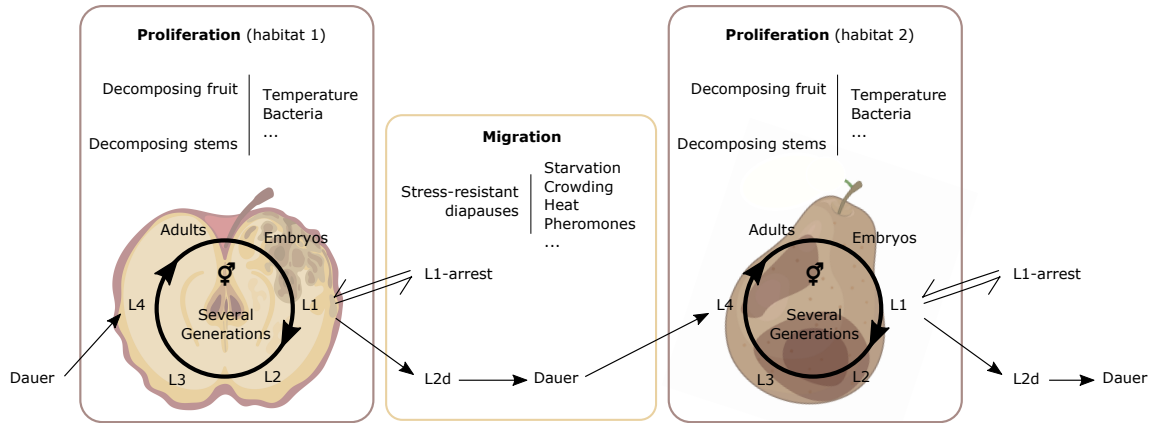 Proliferation (habitat 1)
Decomposing fruit
Decomposing stems
Temperature
Bacteria
...
Adults
Embryos
L4
L1
Several
Generations
L3
L2
Dauer
Migration
Stress-resistant
diapauses
Starvation
Crowding
Heat
Pheromones
...
L1-arrest
L2d
Dauer
Proliferation (habitat 2)
Decomposing fruit
Decomposing stems
Temperature
Bacteria
...
Adults
Embryos
L4
L1
Several
Generations
L3
L2
L1-arrest
L2d
Dauer